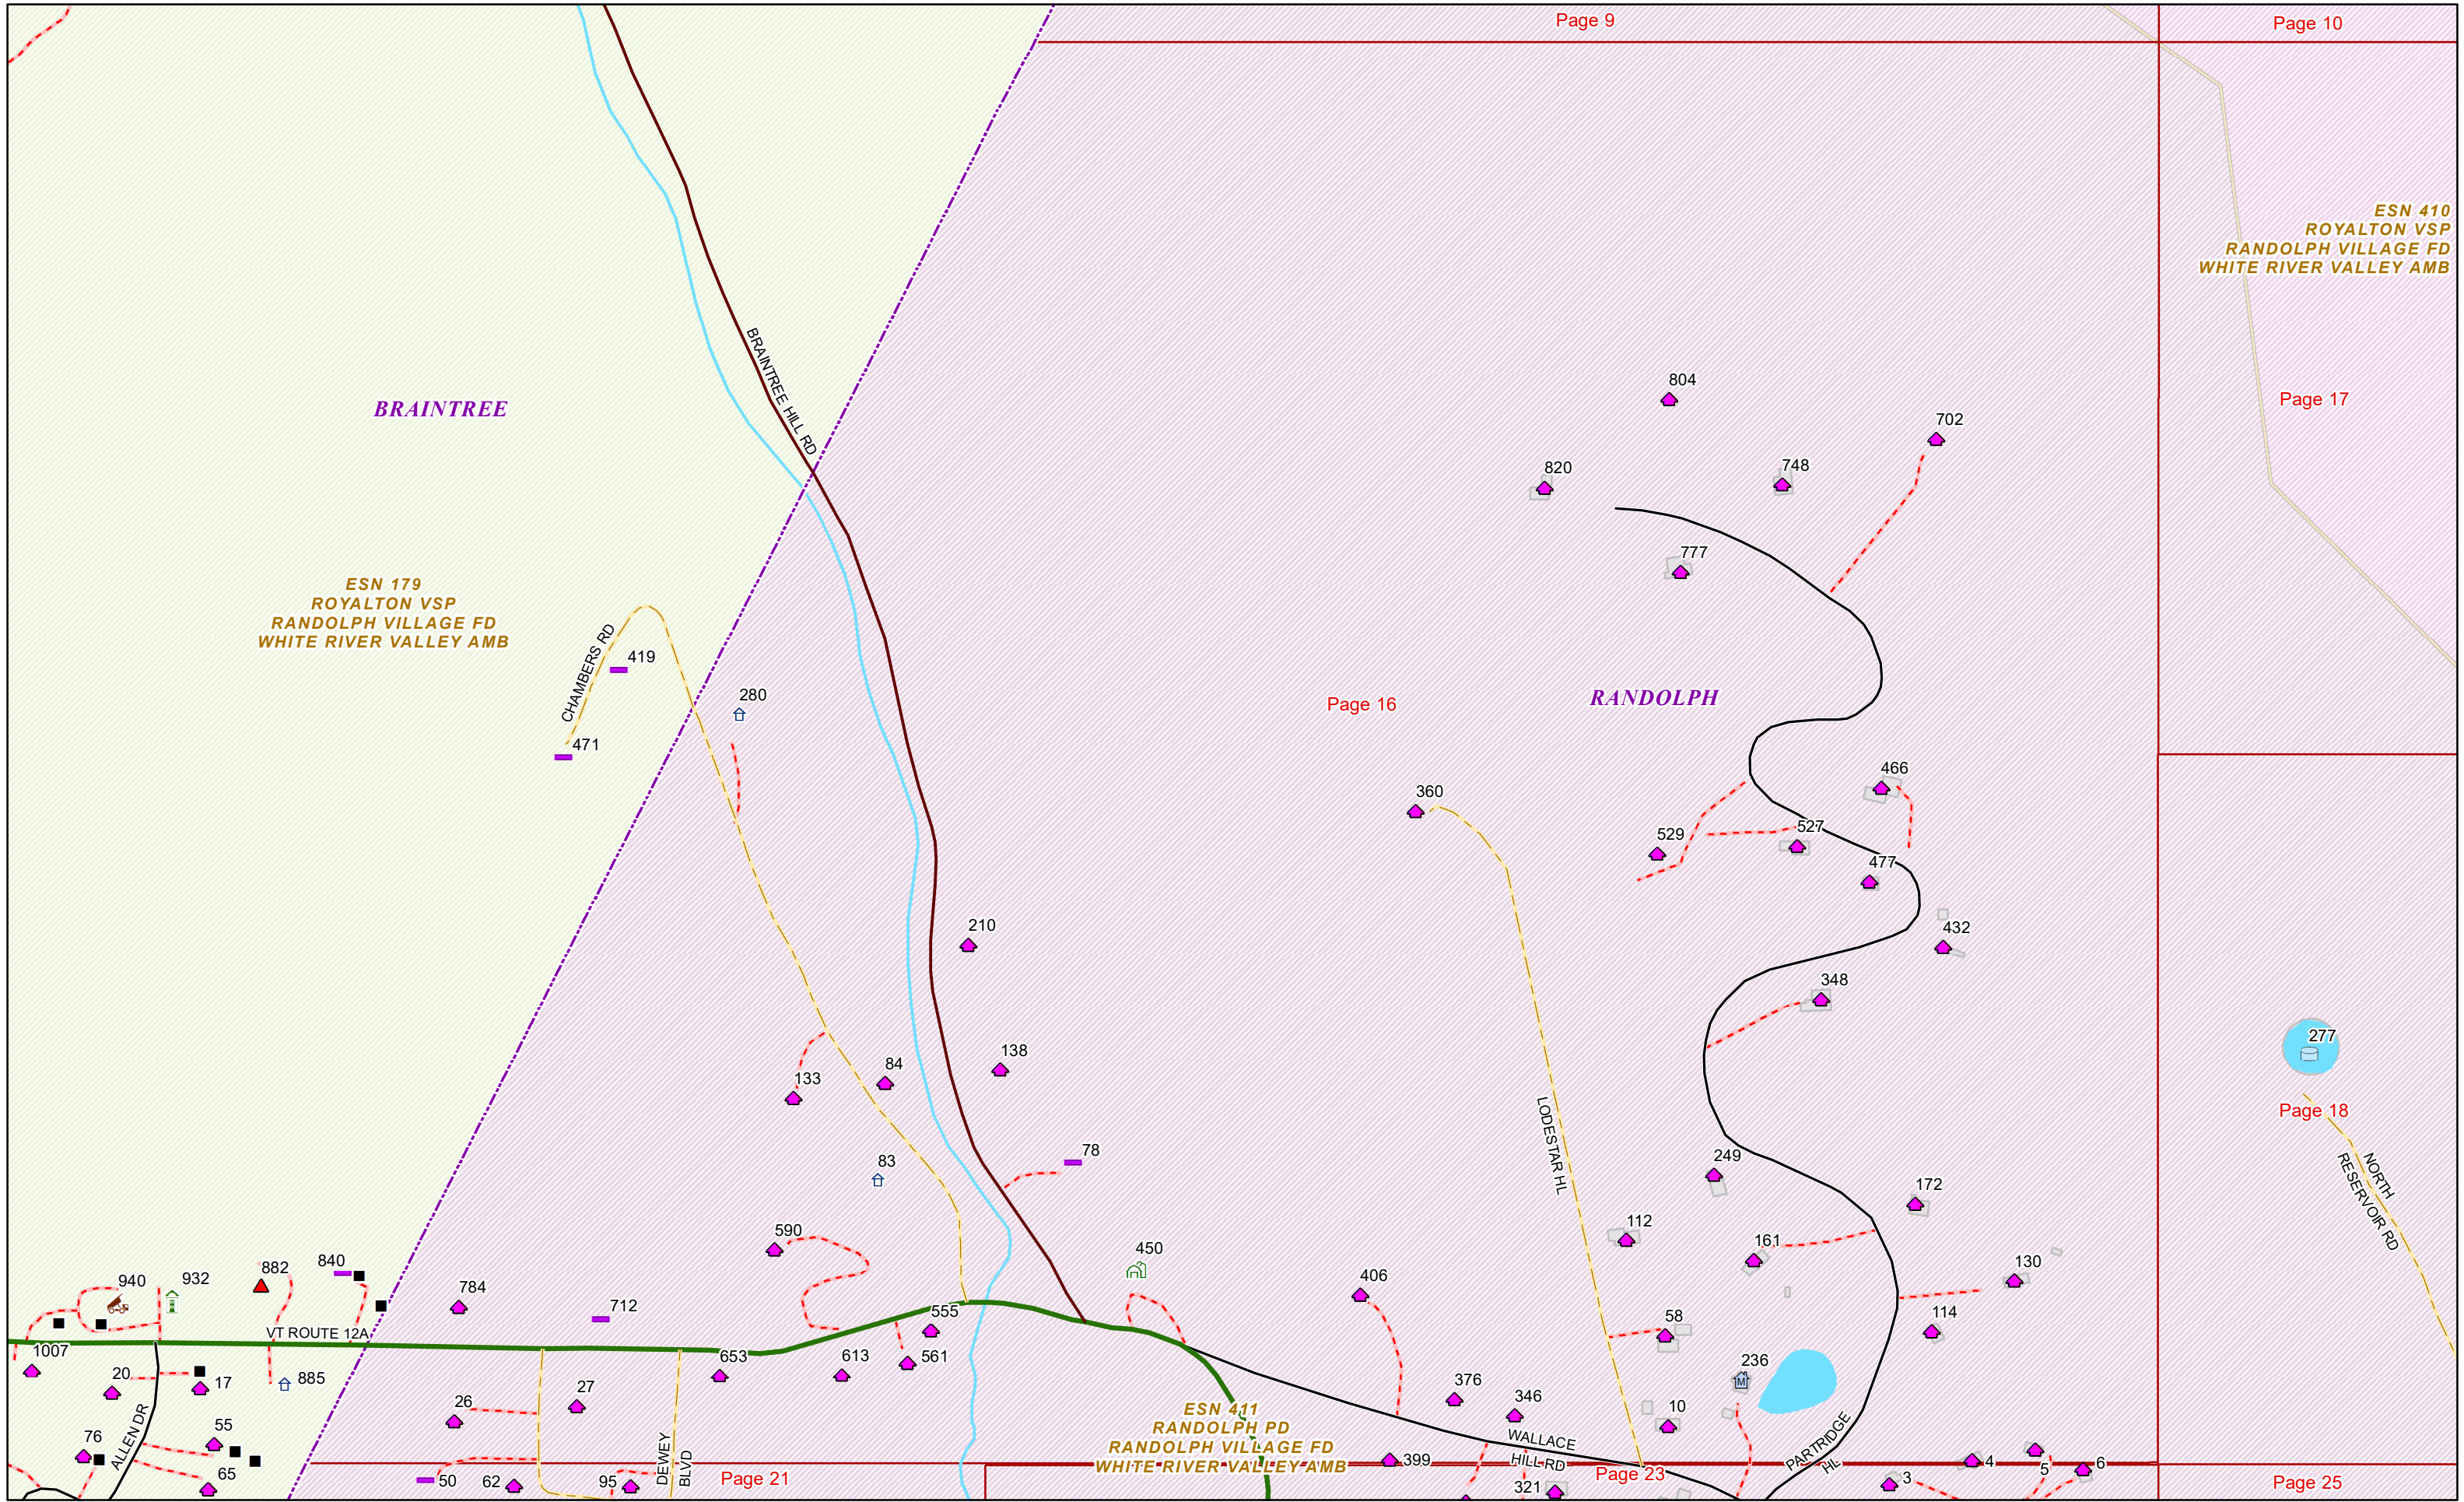 Page 9
Page 10
ESN 410
ROYALTON VSP
RANDOLPH VILLAGE FD
WHITE RIVER VALLEY AMB
BRAINTREE HILL RD
804
BRAINTREE
Page 17
702
820
748
777
ESN 179
ROYALTON VSP
RANDOLPH VILLAGE FD
WHITE RIVER VALLEY AMB
CHAMBERS RD
419
280
RANDOLPH
Page 16
471
466
360
529
527
477
210
432
348
277
138
84
133
LODESTAR HL
Page 18
78
83
249
172
NORTH
RESERVOIR RD
112
590
161
450
130
840
882
932
940
406
784
712
555
58
114
VT ROUTE 12A
1007
653
613
561
236
20
17
885
376
27
346
26
10
ESN 411
RANDOLPH PD
RANDOLPH VILLAGE FD
WHITE RIVER VALLEY AMB
55
76
ALLEN DR
WALLACE
HILL RD
PARTRIDGE
HL
DEWEY
BLVD
399
4
5
6
65
50
62
95
Page 21
Page 23
3
321
Page 25